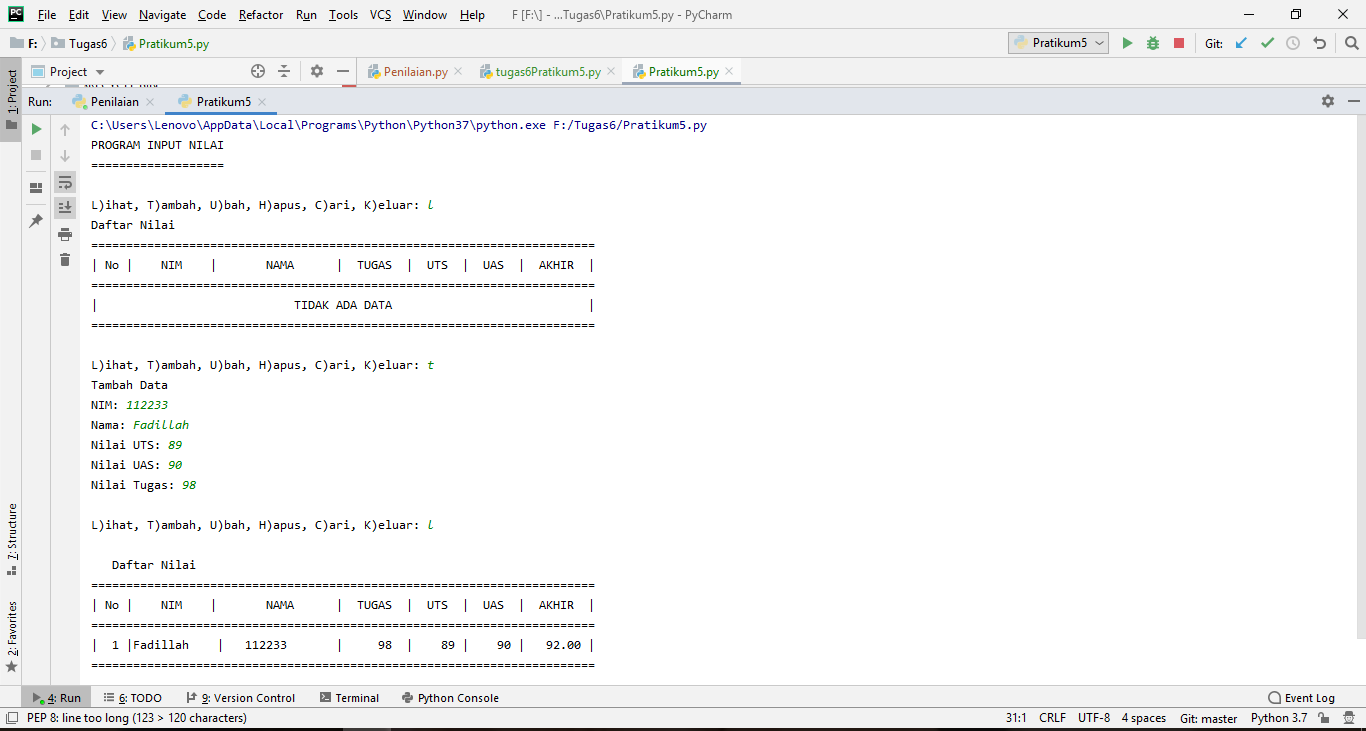 File Edit View Navigate Code Refactor Run Tools VCS Window Help F [F:\] - ...Tugas6\Pratikum5.py - PyCharm
F: Tugas6 Pratikum5.py Pratikum5 Git:
Project Penilaian.py tugas6Pratikum5.py Pratikum5.py
1: Project
Run: Penilaian Pratikum5
C:\Users\Lenovo\AppData\Local\Programs\Python\Python37\python.exe F:/Tugas6/Pratikum5.py
PROGRAM INPUT NILAI
===================
L)ihat, T)ambah, U)bah, H)apus, C)ari, K)eluar: l
Daftar Nilai
========================================================================
| No |    NIM    |       NAMA      |  TUGAS  |  UTS  |  UAS  |  AKHIR  |
========================================================================
|                            TIDAK ADA DATA                            |
========================================================================
L)ihat, T)ambah, U)bah, H)apus, C)ari, K)eluar: t
Tambah Data
NIM: 112233
Nama: Fadillah
Nilai UTS: 89
Nilai UAS: 90
Nilai Tugas: 98
L)ihat, T)ambah, U)bah, H)apus, C)ari, K)eluar: l
Daftar Nilai
========================================================================
| No |    NIM    |       NAMA      |  TUGAS  |  UTS  |  UAS  |  AKHIR  |
========================================================================
|  1 |Fadillah    |   112233       |     98  |    89 |    90 |   92.00 |
========================================================================
7: Structure
2: Favorites
4: Run 6: TODO 9: Version Control Terminal Python Console Event Log
PEP 8: line too long (123 > 120 characters) 31:1 CRLF UTF-8 4 spaces Git: master Python 3.7